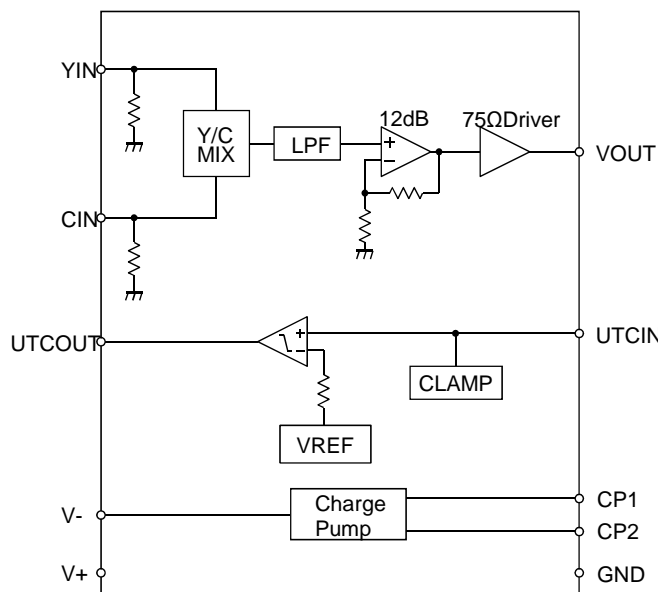 YIN
12dB
75ΩDriver
Y/C
MIX
LPF
+
−
VOUT
CIN
UTCOUT
+
−
UTCIN
CLAMP
VREF
V-
Charge
Pump
CP1
CP2
V+
GND